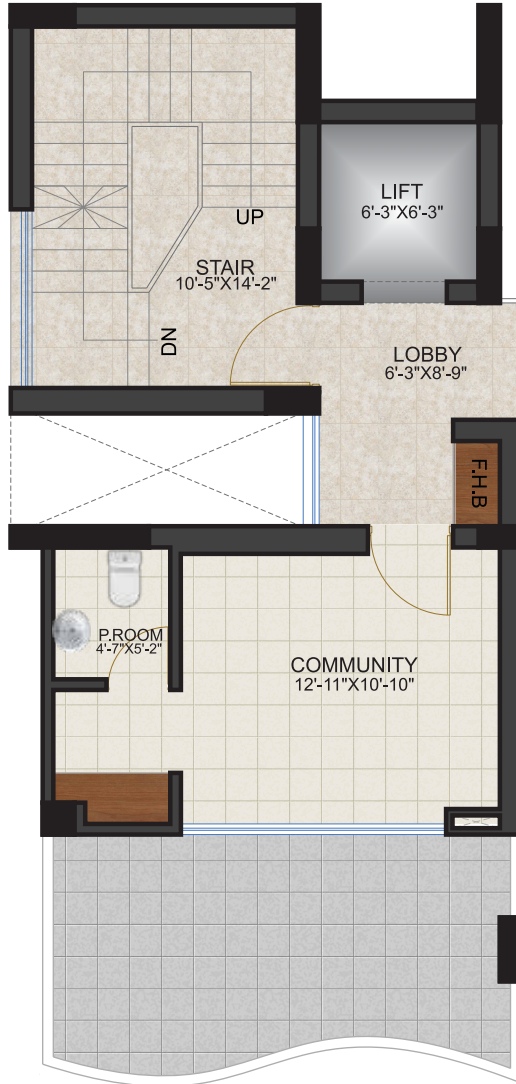 LIFT
6'-3"X6'-3"
UP
STAIR
10'-5"X14'-2"
DN
LOBBY
6'-3"X8'-9"
F.H.B
P.ROOM
4'-7"X5'-2"
COMMUNITY
12'-11"X10'-10"